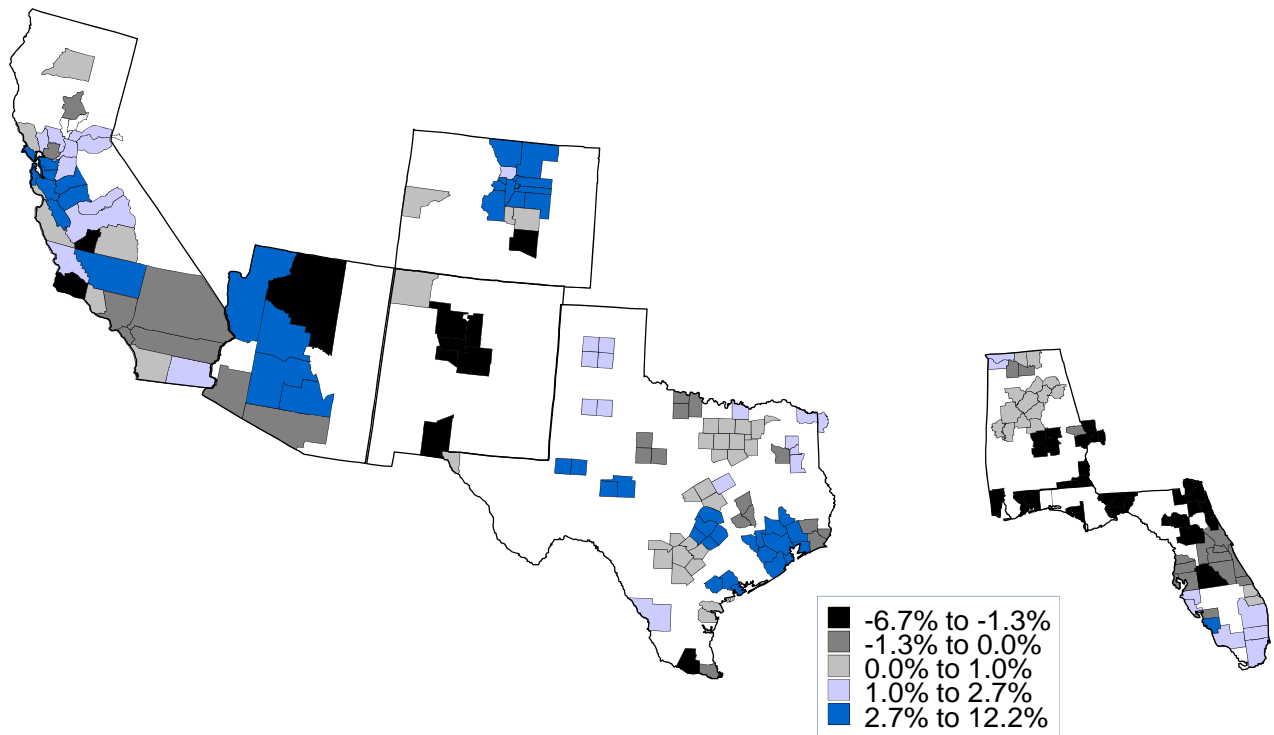 -6.7% to -1.3%
-1.3% to 0.0%
0.0% to 1.0%
1.0% to 2.7%
2.7% to 12.2%